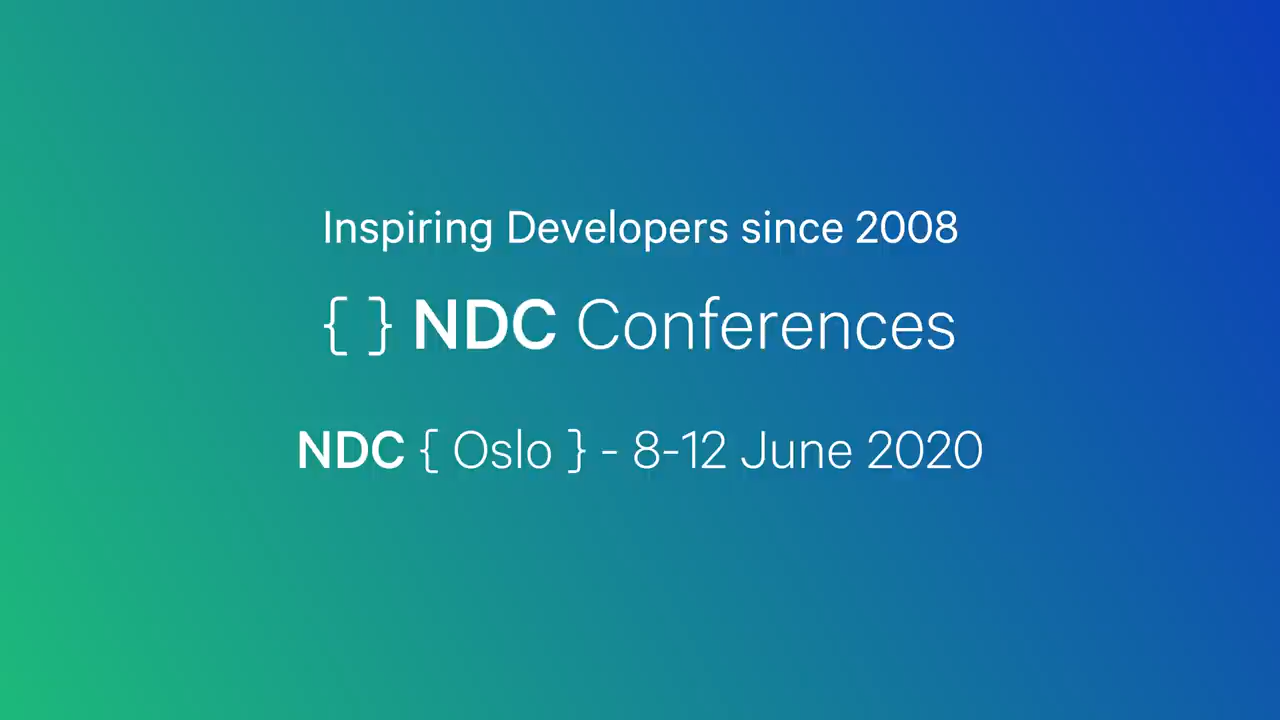 Inspiring Developers since 2008
{ } NDC Conferences
NDC { Oslo } - 8-12 June 2020